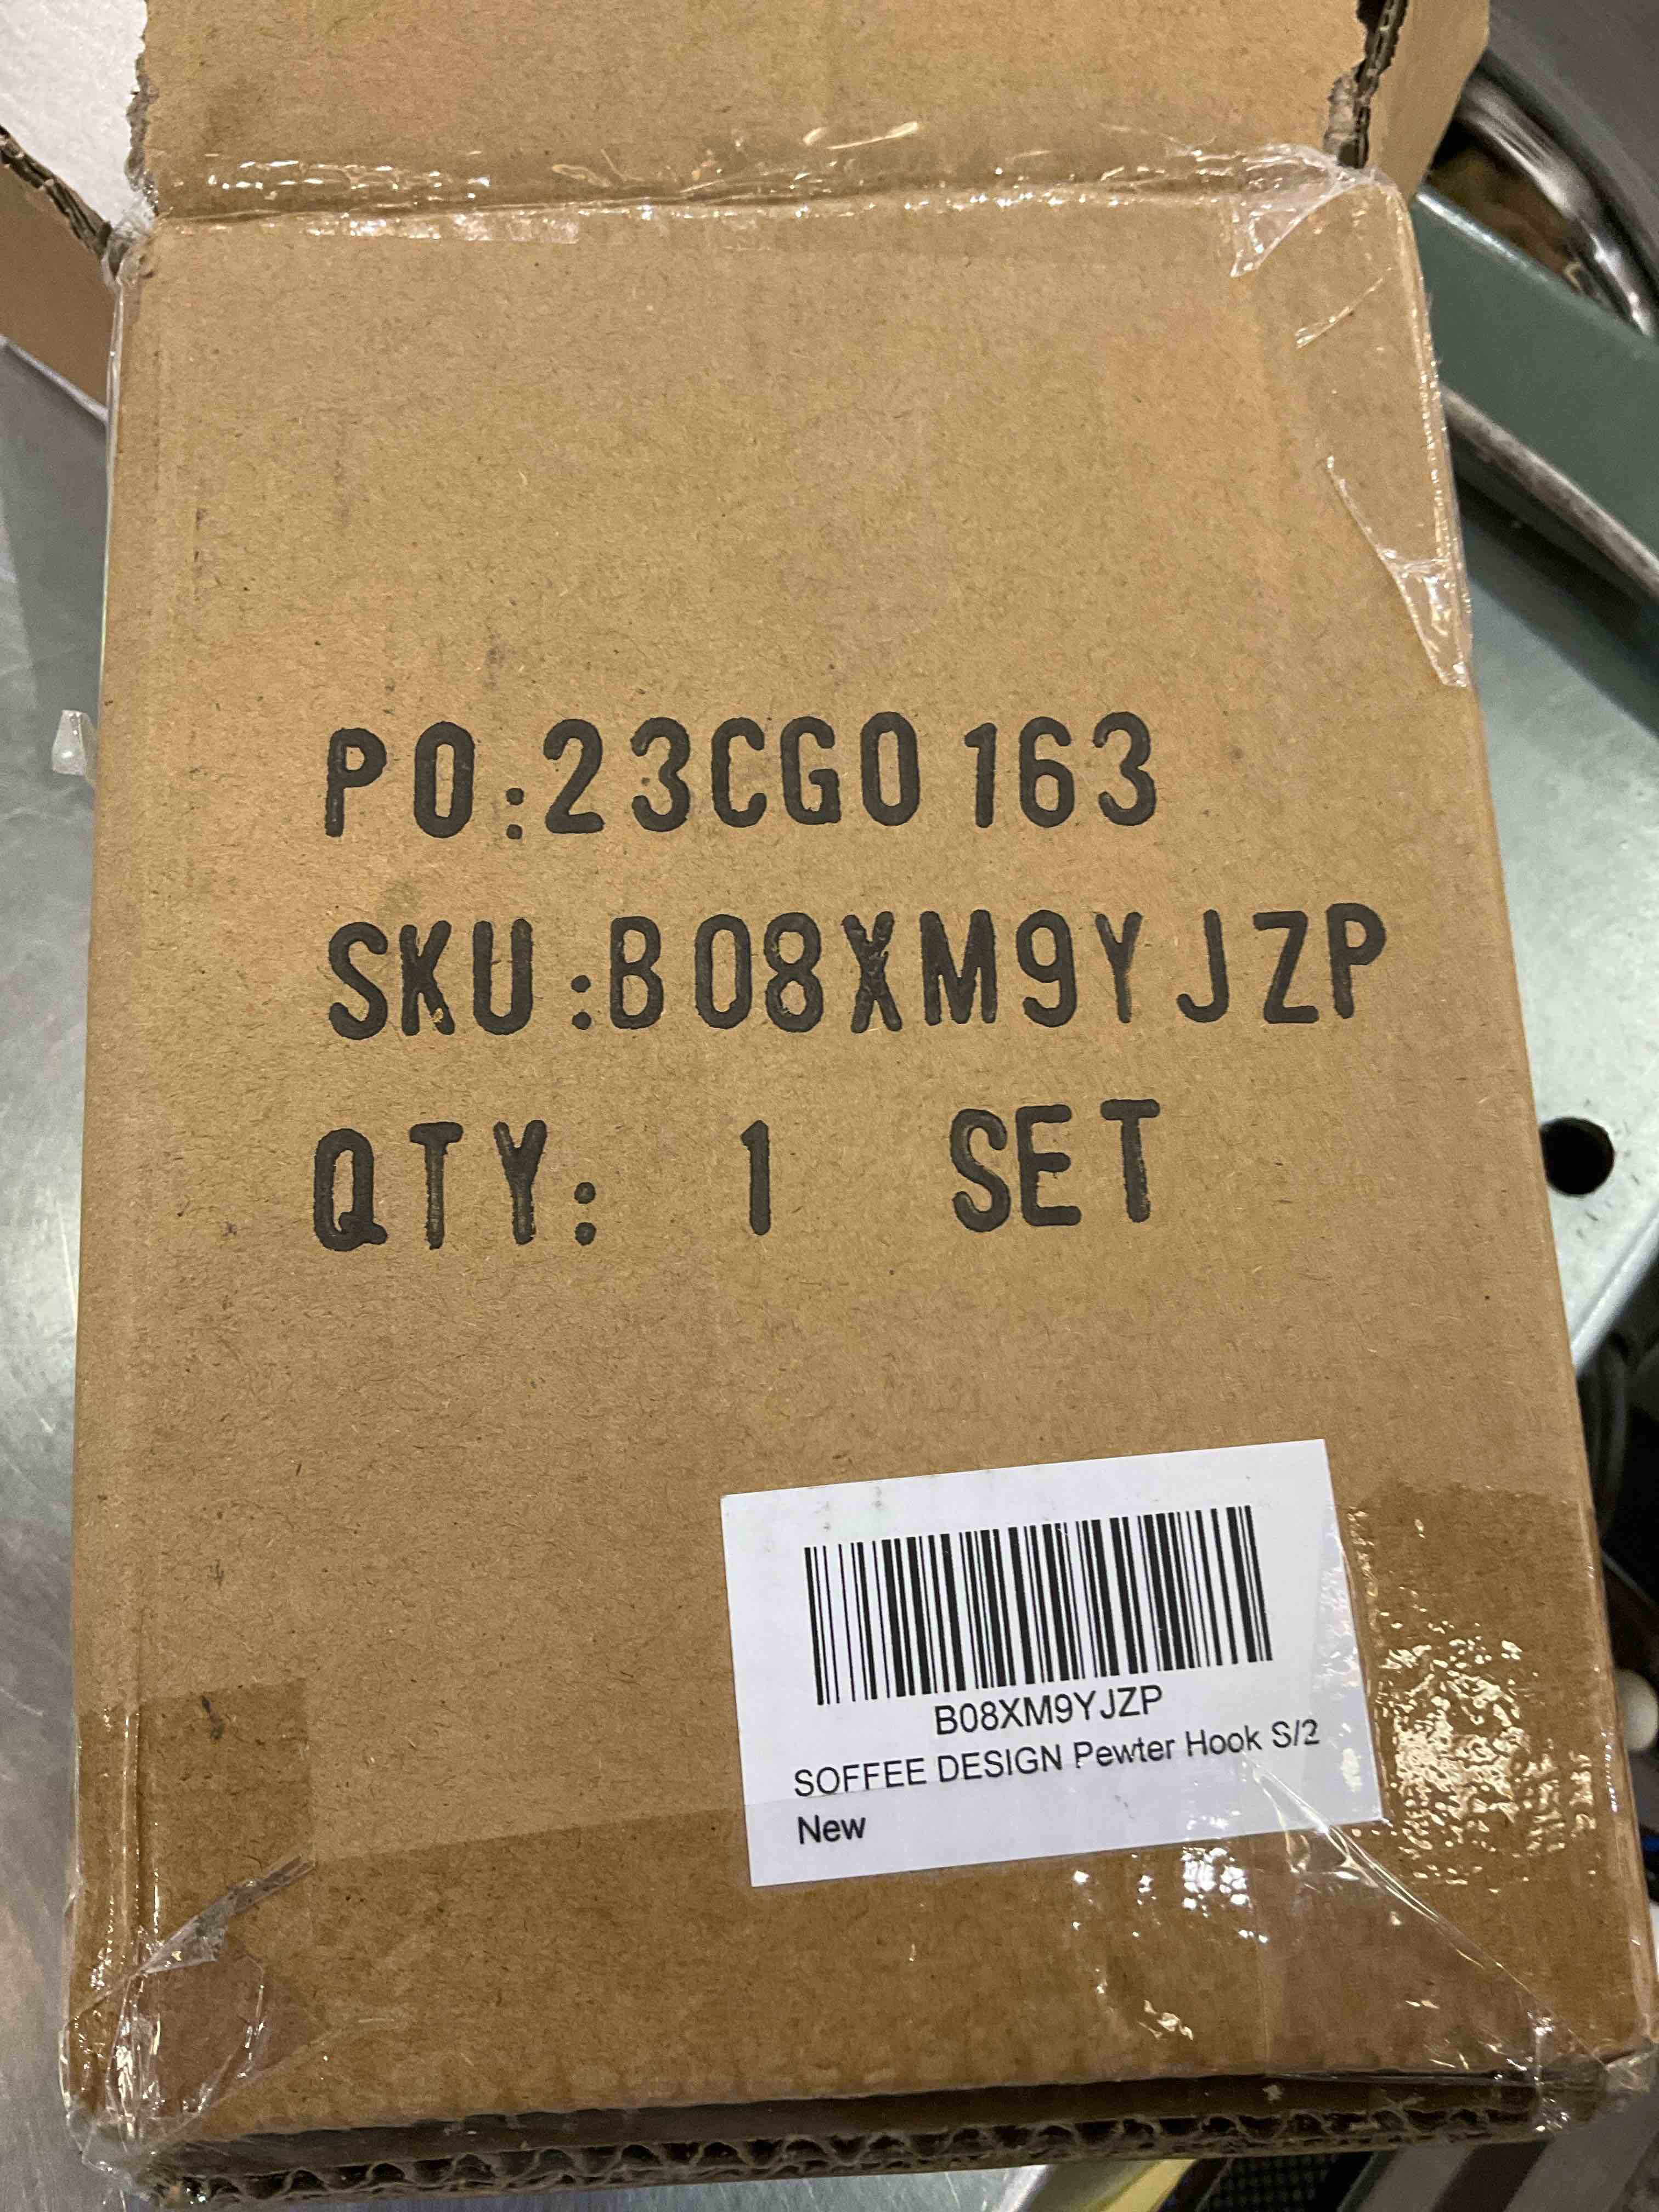 PO:23CG0163
SKU:B08XM9YJZP
QTY: 1 SET
B08XM9YJZP
SOFFEE DESIGN Pewter Hook S/2
New